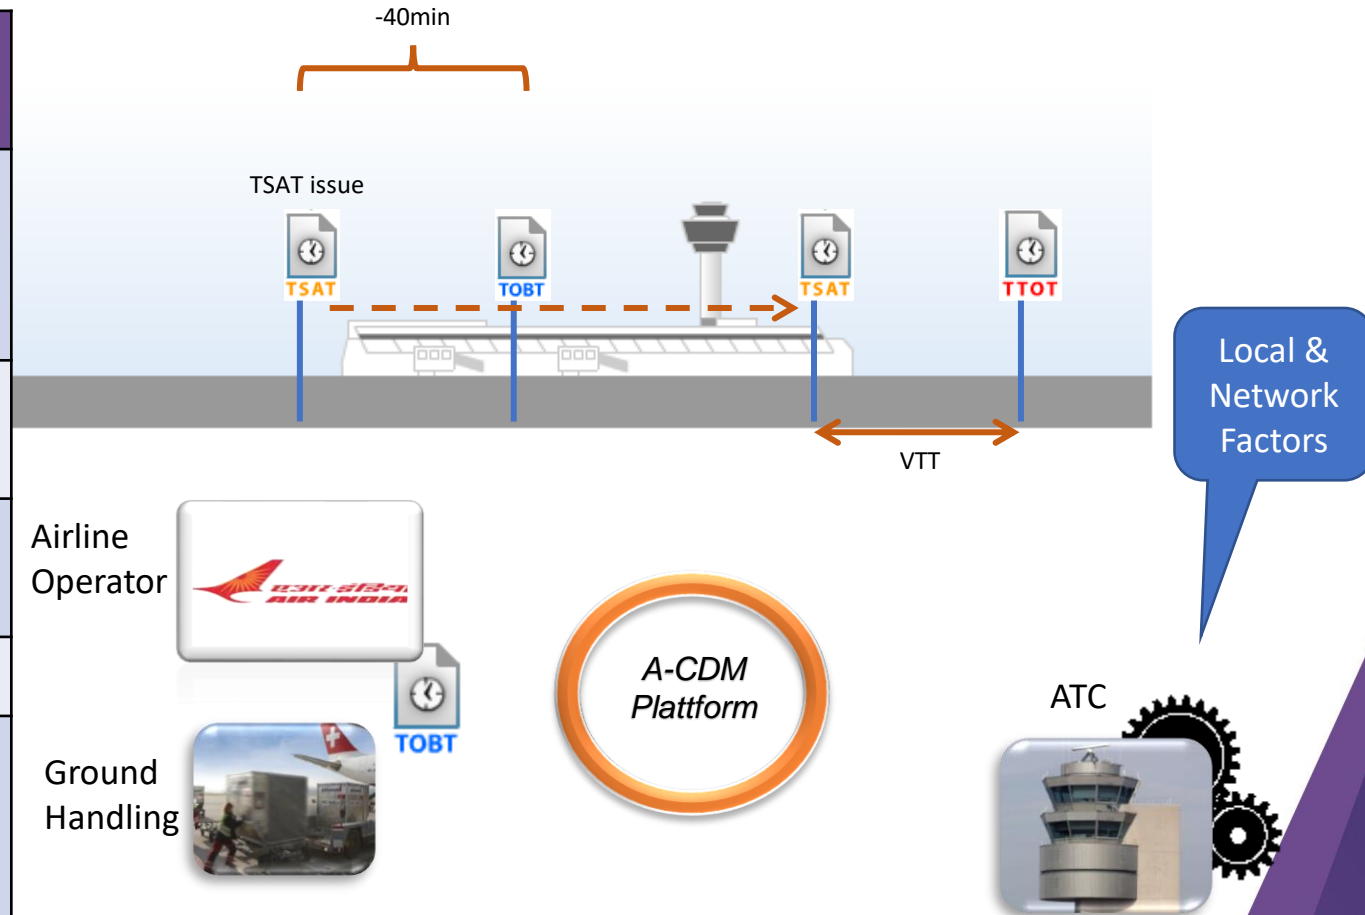 -40min
TSAT issue
TSAT
TOBT
TSAT
TTOT
VTT
Local &
Network
Factors
Airline
Operator
एअर इंडिया
AIR INDIA
TOBT
A-CDM
Plattform
ATC
Ground
Handling